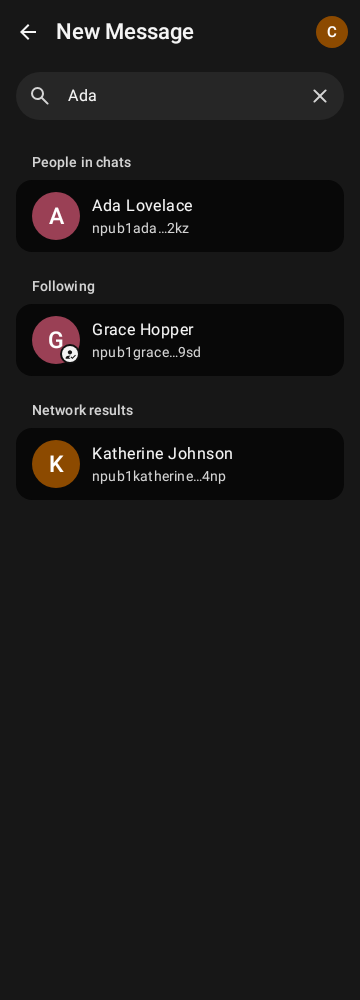 New Message
C
Ada
People in chats
A
Ada Lovelace
npub1ada…2kz
Following
G
Grace Hopper
npub1grace…9sd
Network results
K
Katherine Johnson
npub1katherine…4np